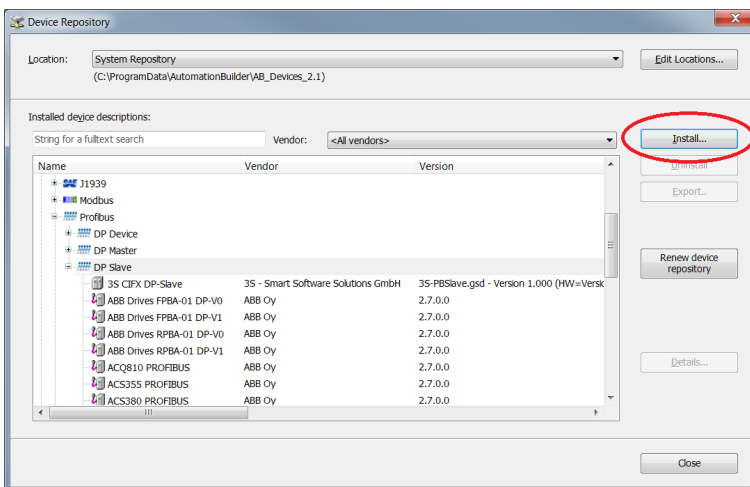 Device Repository
Location: System Repository Edit Locations...
(C:\ProgramData\AutomationBuilder\AB_Devices_2.1)
Installed device descriptions:
String for a fulltext search Vendor: <All vendors> Install...
Name Vendor Version Uninstall
SAE J1939
Modbus Export...
Profibus
DP Device
DP Master Renew device
DP Slave repository
3S CIFX DP-Slave 3S - Smart Software Solutions GmbH 3S-PBSlave.gsd - Version 1.000 (HW=Versic
ABB Drives FPBA-01 DP-V0 ABB Oy 2.7.0.0
ABB Drives FPBA-01 DP-V1 ABB Oy 2.7.0.0
ABB Drives RPBA-01 DP-V0 ABB Oy 2.7.0.0
ABB Drives RPBA-01 DP-V1 ABB Oy 2.7.0.0
ACQ810 PROFIBUS ABB Oy 2.7.0.0 Details...
ACS355 PROFIBUS ABB Oy 2.7.0.0
ACS380 PROFIBUS ABB Oy 2.7.0.0
Close